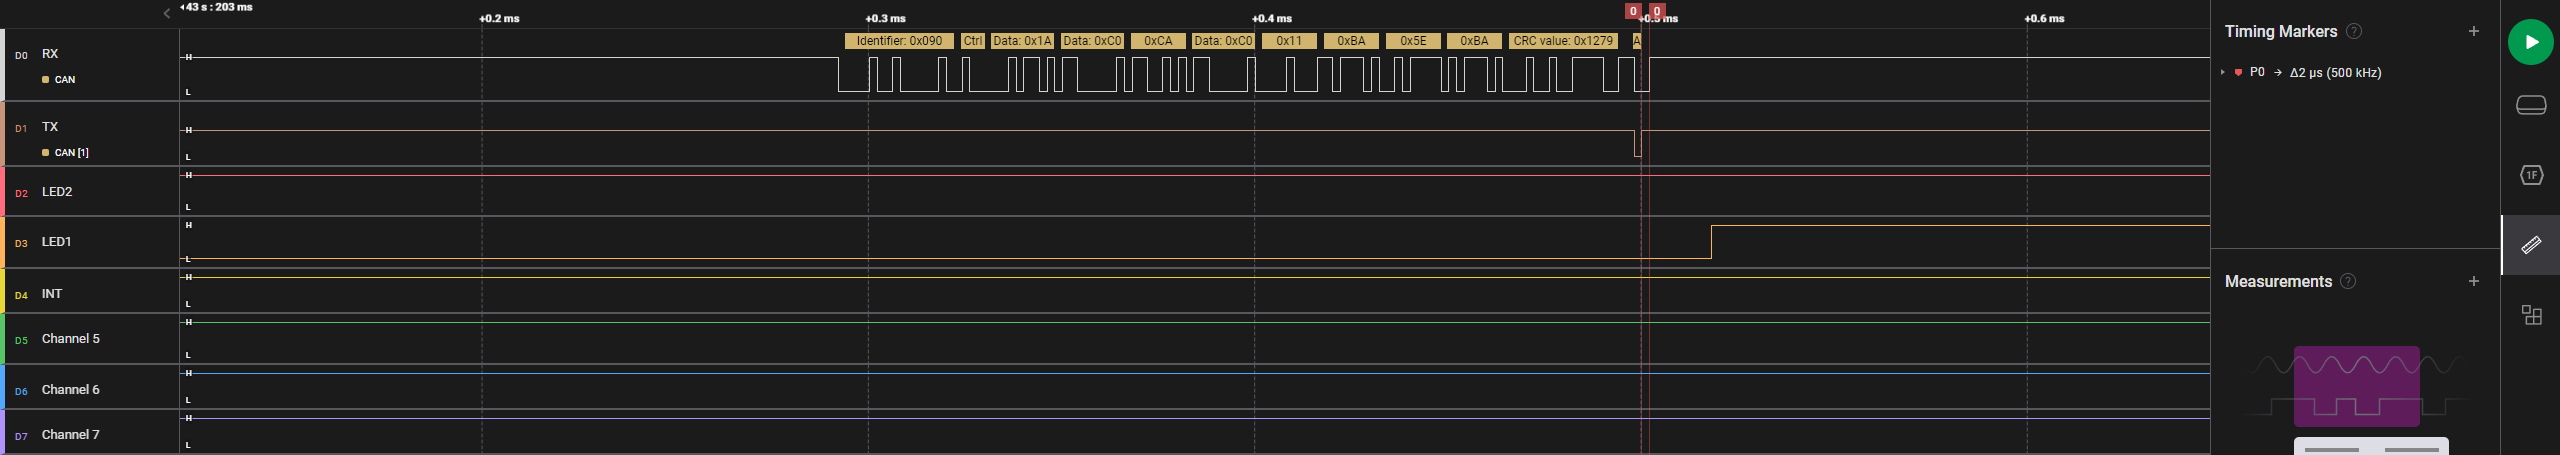 43 s : 203 ms
+0.2 ms
+0.3 ms
+0.4 ms
0 0
+0.5 ms
+0.6 ms
D0 RX
CAN
H
L
Identifier: 0x090 Ctrl Data: 0x1A Data: 0xC0 0xCA Data: 0xC0 0x11 0xBA 0x5E 0xBA CRC value: 0x1279 A
D1 TX
CAN [1]
H
L
D2 LED2
H
L
D3 LED1
H
L
D4 INT
H
L
D5 Channel 5
H
L
D6 Channel 6
H
L
D7 Channel 7
H
L
Timing Markers ? +
P0 → Δ2 μs (500 kHz)
Measurements ? +
1F